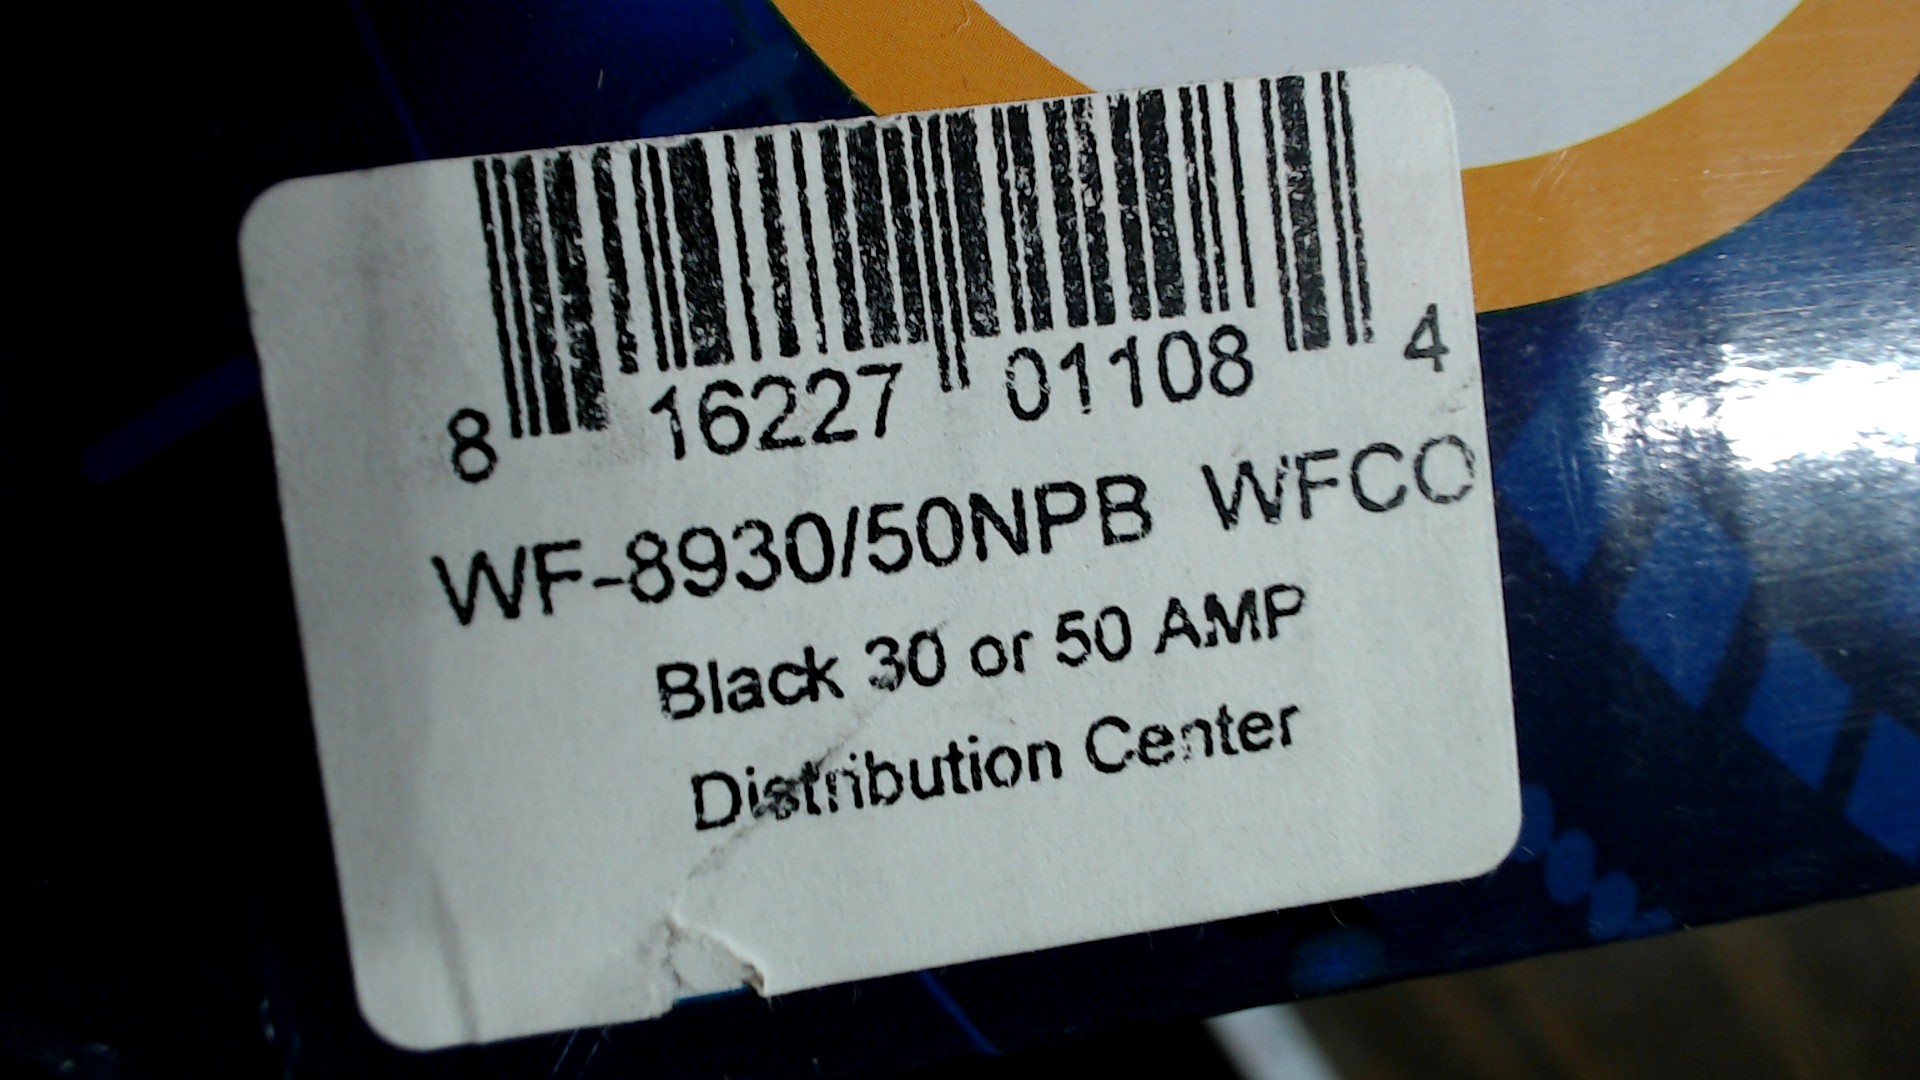 8 16227 01108 4
WF-8930/50NPB WFCO
Black 30 or 50 AMP
Distribution Center